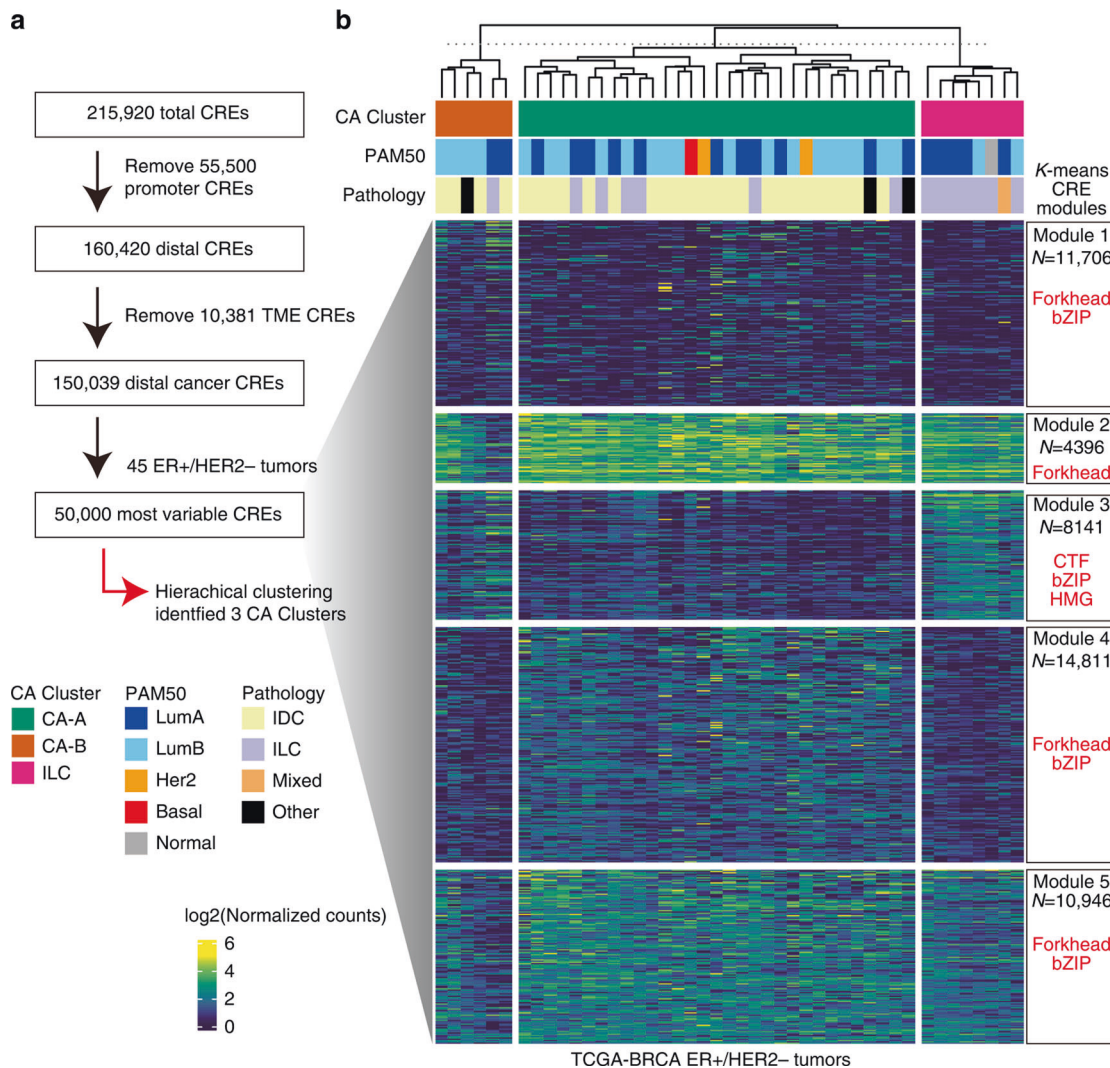 a
215,920 total CREs
Remove 55,500
promoter CREs
160,420 distal CREs
Remove 10,381 TME CREs
150,039 distal cancer CREs
45 ER+/HER2– tumors
50,000 most variable CREs
Hierachical clustering
identfied 3 CA Clusters
CA Cluster
CA-A
CA-B
ILC
PAM50
LumA
LumB
Her2
Basal
Normal
Pathology
IDC
ILC
Mixed
Other
log2(Normalized counts)
6
4
2
0
b
CA Cluster
PAM50
Pathology
K-means
CRE
modules
Module 1
N=11,706
Forkhead
bZIP
Module 2
N=4396
Forkhead
Module 3
N=8141
CTF
bZIP
HMG
Module 4
N=14,811
Forkhead
bZIP
Module 5
N=10,946
Forkhead
bZIP
TCGA-BRCA ER+/HER2– tumors